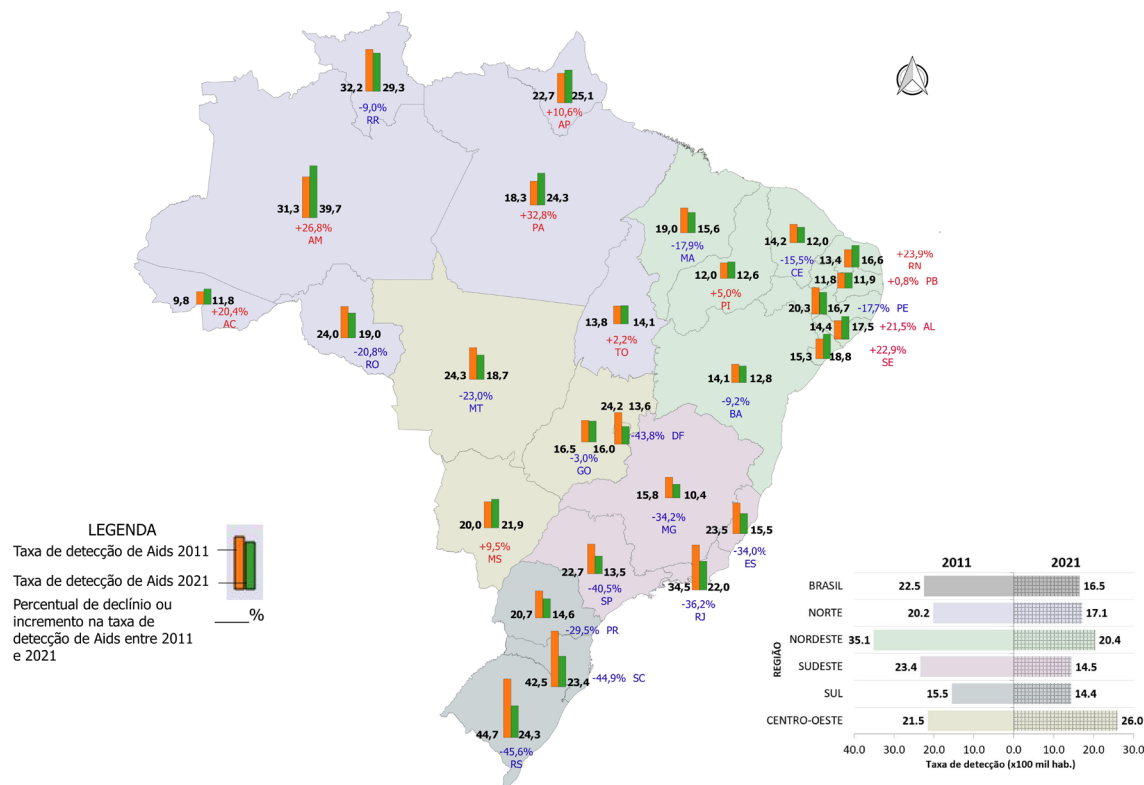 32,2 29,3
-9,0%
RR
22,7 25,1
+10,6%
AP
31,3 39,7
+26,8%
AM
18,3 24,3
+32,8%
PA
9,8 11,8
+20,4%
AC
24,0 19,0
-20,8%
RO
13,8 14,1
+2,2%
TO
19,0 15,6
-17,9%
MA
12,0 12,6
+5,0%
PI
14,2 12,0
-15,5%
CE
13,4 16,6
+23,9%
RN
11,8 11,9 +0,8% PB
20,3 16,7 -17,7% PE
14,4 17,5 +21,5% AL
15,3 18,8
+22,9%
SE
14,1 12,8
-9,2%
BA
24,3 18,7
-23,0%
MT
24,2 13,6
-43,8% DF
16,5 16,0
-3,0%
GO
20,0 21,9
+9,5%
MS
15,8 10,4
-34,2%
MG
23,5 15,5
-34,0%
ES
22,7 13,5
-40,5%
SP
34,5 22,0
-36,2%
RJ
20,7 14,6
-29,5% PR
42,5 23,4
-44,9% SC
44,7 24,3
-45,6%
RS
LEGENDA
Taxa de detecção de Aids 2011
Taxa de detecção de Aids 2021
Percentual de declínio ou
incremento na taxa de
detecção de Aids entre 2011
e 2021
%
2011 2021
REGIÃO
BRASIL 22.5 16.5
NORTE 20.2 17.1
NORDESTE 35.1 20.4
SUDESTE 23.4 14.5
SUL 15.5 14.4
CENTRO-OESTE 21.5 26.0
40.0 30.0 20.0 10.0 0.0 10.0 20.0 30.0
Taxa de detecção (x100 mil hab.)